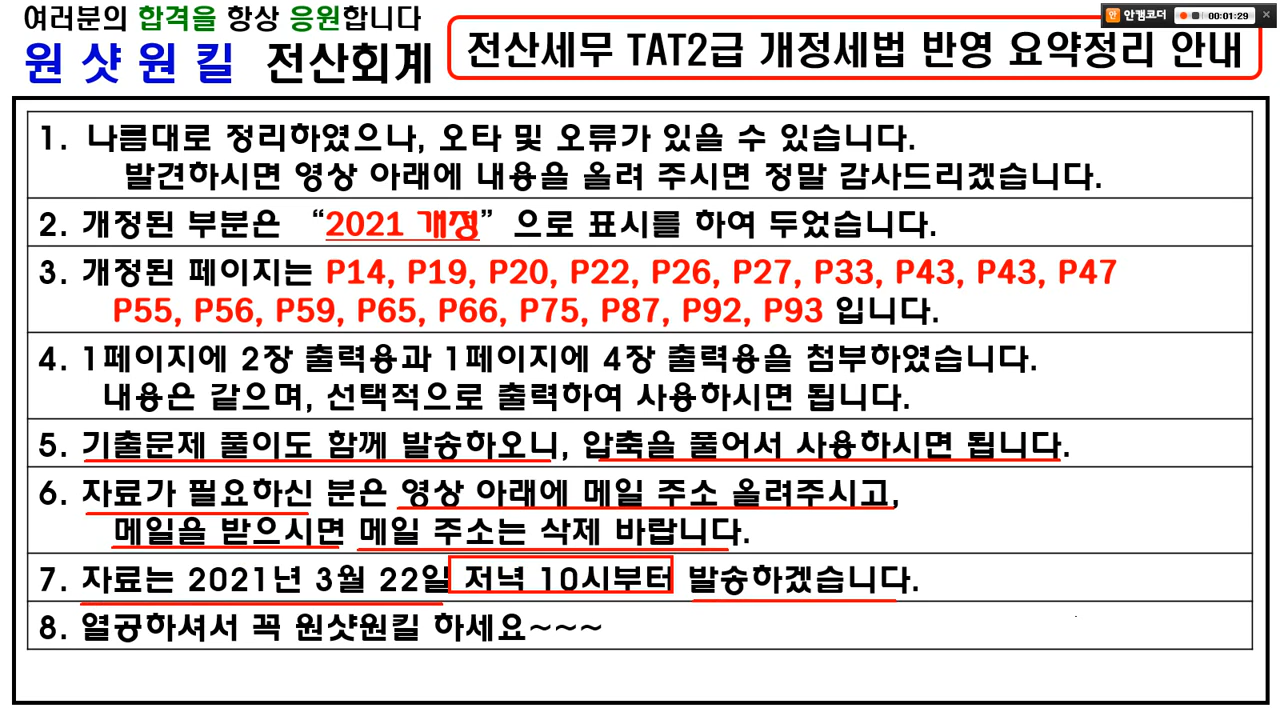 여러분의 합격을 항상 응원합니다
안캠코더 00:01:29
원 샷 원 킬 전산회계
전산세무 TAT2급 개정세법 반영 요약정리 안내
1. 나름대로 정리하였으나, 오타 및 오류가 있을 수 있습니다.
발견하시면 영상 아래에 내용을 올려 주시면 정말 감사드리겠습니다.
2. 개정된 부분은 “2021 개정” 으로 표시를 하여 두었습니다.
3. 개정된 페이지는 P14, P19, P20, P22, P26, P27, P33, P43, P43, P47
P55, P56, P59, P65, P66, P75, P87, P92, P93 입니다.
4. 1페이지에 2장 출력용과 1페이지에 4장 출력용을 첨부하였습니다.
내용은 같으며, 선택적으로 출력하여 사용하시면 됩니다.
5. 기출문제 풀이도 함께 발송하오니, 압축을 풀어서 사용하시면 됩니다.
6. 자료가 필요하신 분은 영상 아래에 메일 주소 올려주시고,
메일을 받으시면 메일 주소는 삭제 바랍니다.
7. 자료는 2021년 3월 22일 저녁 10시부터 발송하겠습니다.
8. 열공하셔서 꼭 원샷원킬 하세요~~~